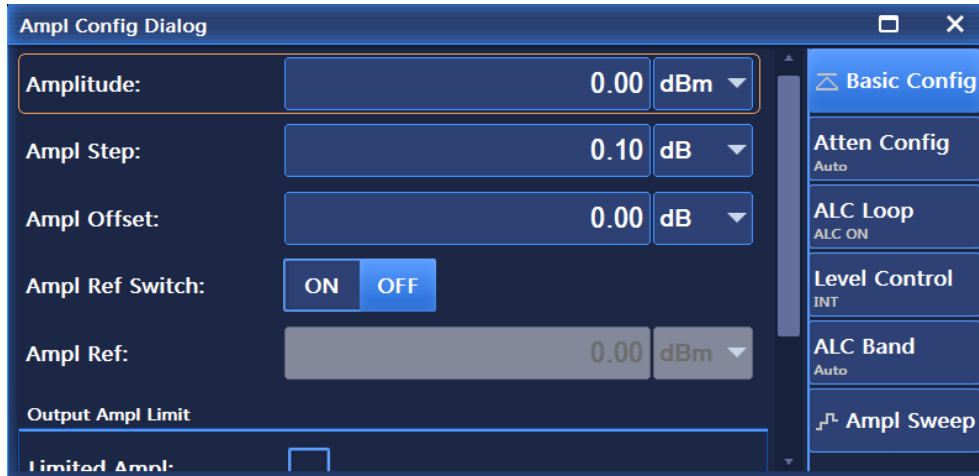 Ampl Config Dialog
Amplitude: 0.00 dBm
Ampl Step: 0.10 dB
Ampl Offset: 0.00 dB
Ampl Ref Switch: ON OFF
Ampl Ref: 0.00 dBm
Output Ampl Limit
Limited Ampl:
Basic Config
Atten Config
Auto
ALC Loop
ALC ON
Level Control
INT
ALC Band
Auto
Ampl Sweep